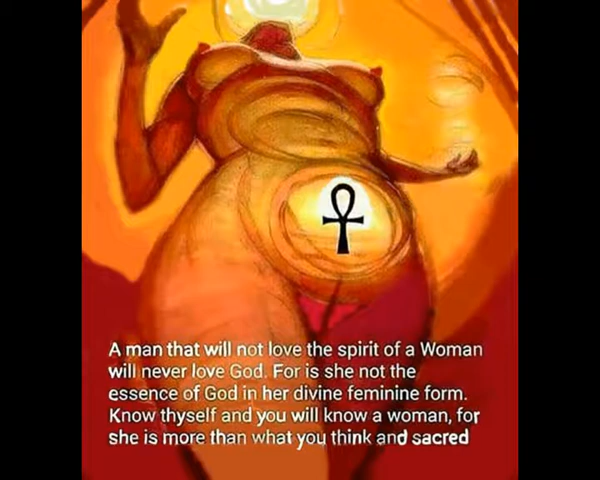 A man that will not love the spirit of a Woman
will never love God. For is she not the
essence of God in her divine feminine form.
Know thyself and you will know a woman, for
she is more than what you think and sacred